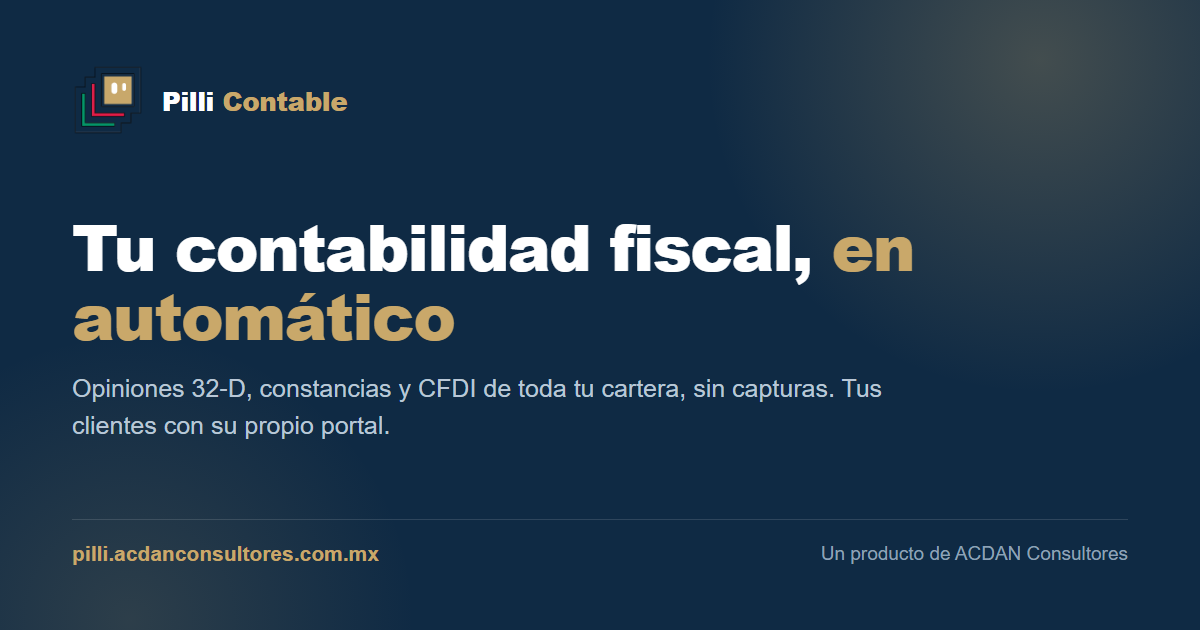 Pilli Contable
Tu contabilidad fiscal, en
automático
Opiniones 32-D, constancias y CFDI de toda tu cartera, sin capturas. Tus
clientes con su propio portal.
pilli.acdanconsultores.com.mx
Un producto de ACDAN Consultores